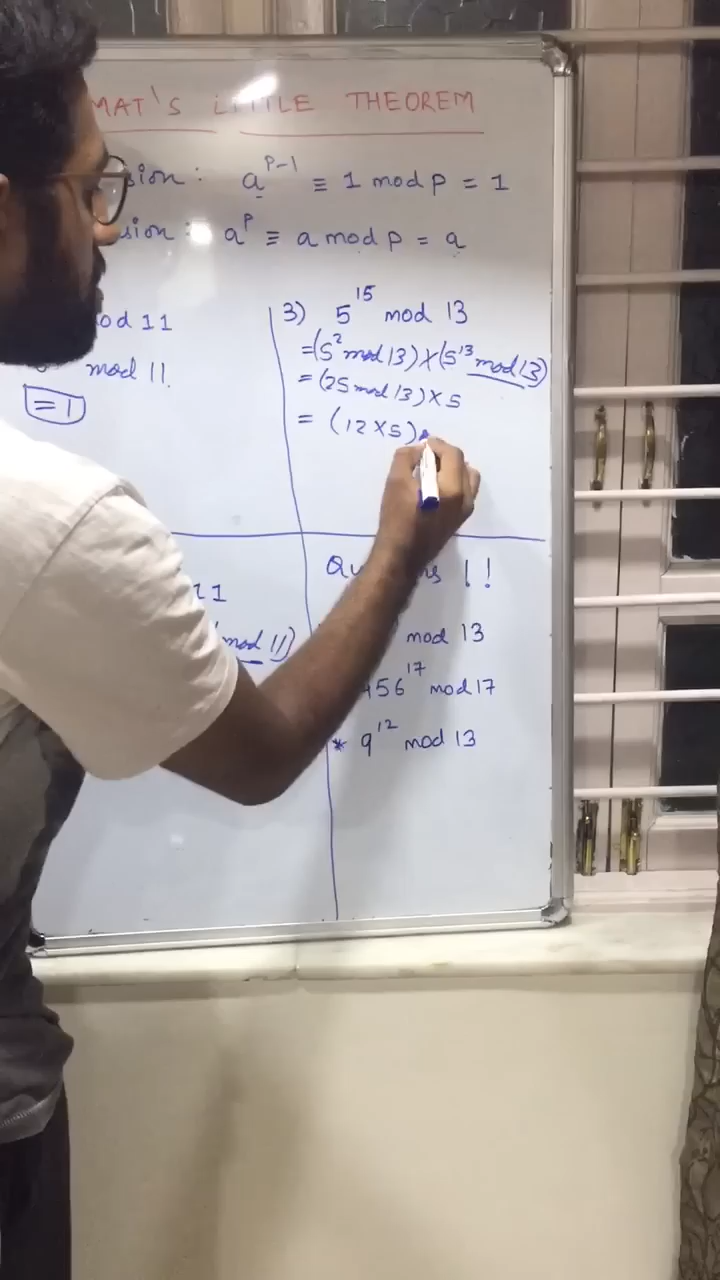 MAT'S LITTLE THEOREM
sion: a^(P-1) ≡ 1 mod P = 1
sion: a^P ≡ a mod P = a
od 11
mod 11.
= 1
3) 5^15 mod 13
=(5^2 mod 13) × (5^13 mod 13)
= (25 mod 13) × 5
= (12 × 5)
11
mod 11)
!!
mod 13
456^17 mod 17
* 9^12 mod 13